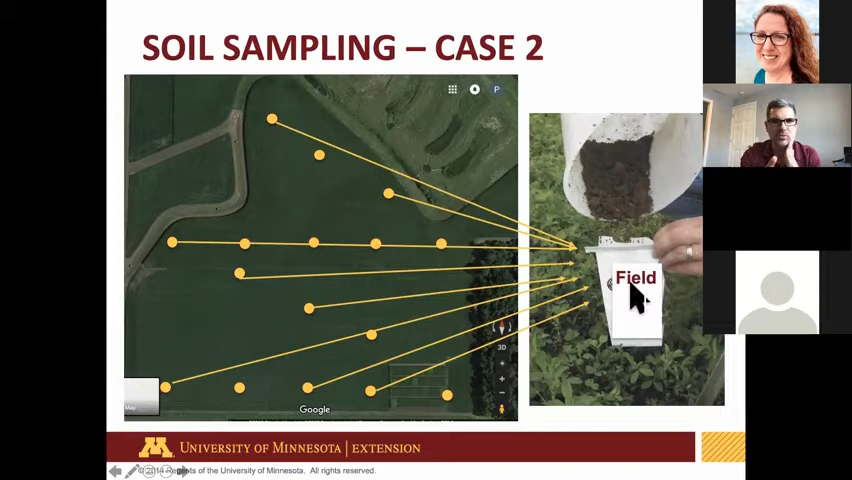 SOIL SAMPLING – CASE 2
P
Field
3D
Map
Google
M
UNIVERSITY OF MINNESOTA | EXTENSION
Regents of the University of Minnesota. All rights reserved.